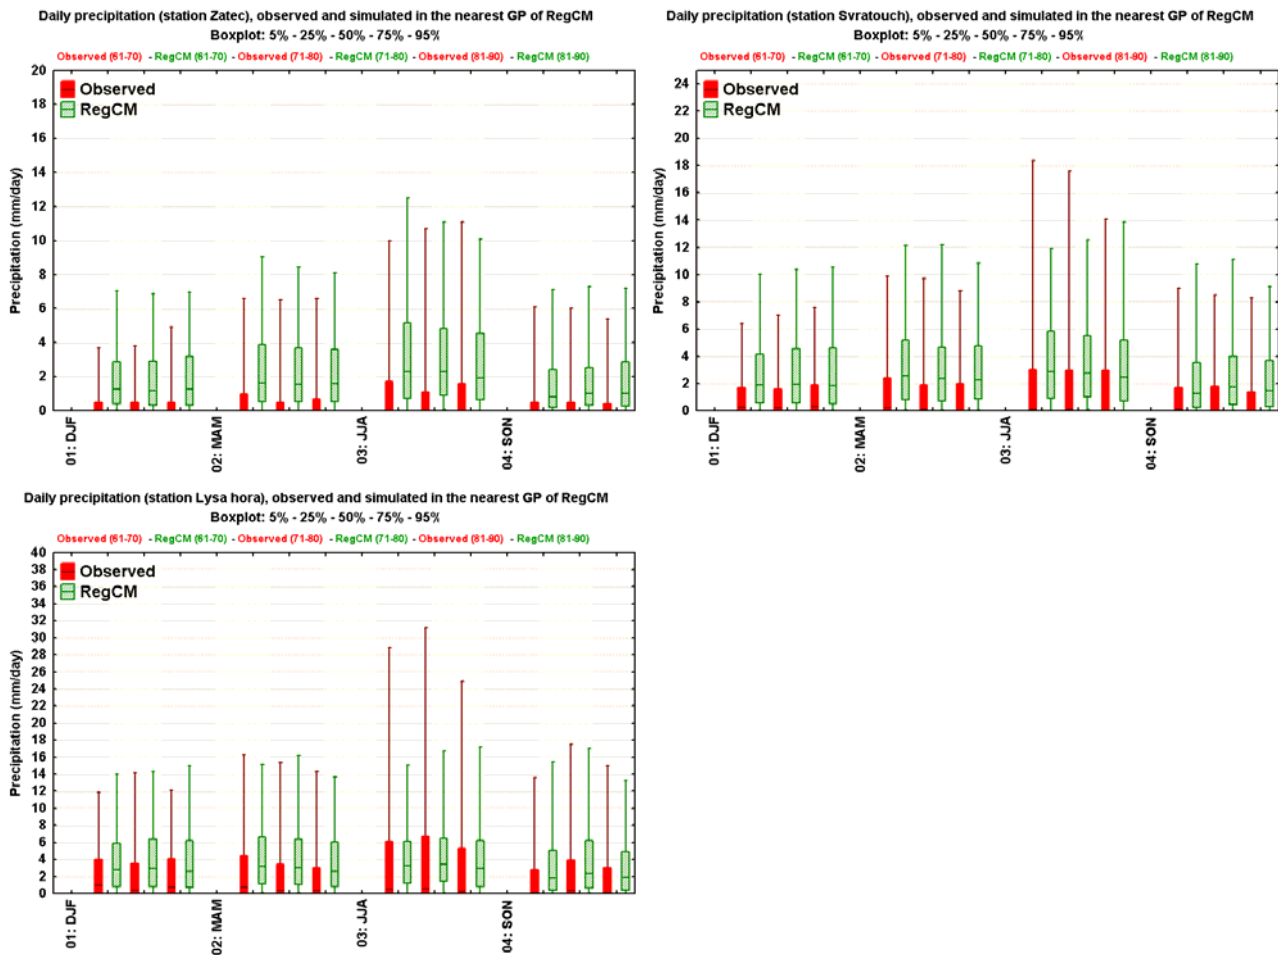 Daily precipitation (station Zatec), observed and simulated in the nearest GP of RegCM
Boxplot: 5% - 25% - 50% - 75% - 95%
Observed (61-70) - RegCM (61-70) - Observed (71-80) - RegCM (71-80) - Observed (81-90) - RegCM (81-90)
Observed
RegCM
Precipitation (mm/day)
20
18
16
14
12
10
8
6
4
2
0
01: DJF
02: MAM
03: JJA
04: SON
Daily precipitation (station Svratouch), observed and simulated in the nearest GP of RegCM
Boxplot: 5% - 25% - 50% - 75% - 95%
Observed (61-70) - RegCM (61-70) - Observed (71-80) - RegCM (71-80) - Observed (81-90) - RegCM (81-90)
Observed
RegCM
Precipitation (mm/day)
24
22
20
18
16
14
12
10
8
6
4
2
0
01: DJF
02: MAM
03: JJA
04: SON
Daily precipitation (station Lysa hora), observed and simulated in the nearest GP of RegCM
Boxplot: 5% - 25% - 50% - 75% - 95%
Observed (61-70) - RegCM (61-70) - Observed (71-80) - RegCM (71-80) - Observed (81-90) - RegCM (81-90)
Observed
RegCM
Precipitation (mm/day)
40
38
36
34
32
30
28
26
24
22
20
18
16
14
12
10
8
6
4
2
0
01: DJF
02: MAM
03: JJA
04: SON